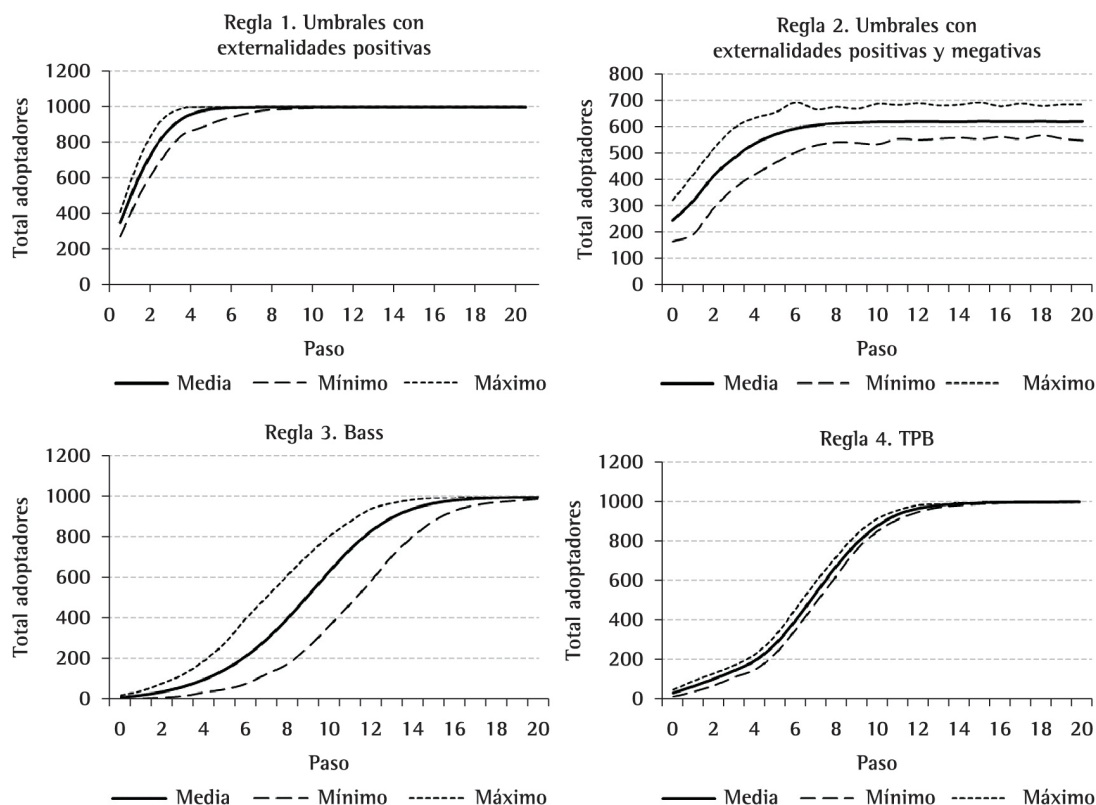 Regla 1. Umbrales con
externalidades positivas
1200
1000
800
600
400
200
0
Total adoptadores
0 2 4 6 8 10 12 14 16 18 20
Paso
Media Mínimo Máximo
Regla 2. Umbrales con
externalidades positivas y megativas
800
700
600
500
400
300
200
100
0
Total adoptadores
0 2 4 6 8 10 12 14 16 18 20
Paso
Media Mínimo Máximo
Regla 3. Bass
1200
1000
800
600
400
200
0
Total adoptadores
0 2 4 6 8 10 12 14 16 18 20
Paso
Media Mínimo Máximo
Regla 4. TPB
1200
1000
800
600
400
200
0
Total adoptadores
0 2 4 6 8 10 12 14 16 18 20
Paso
Media Mínimo Máximo